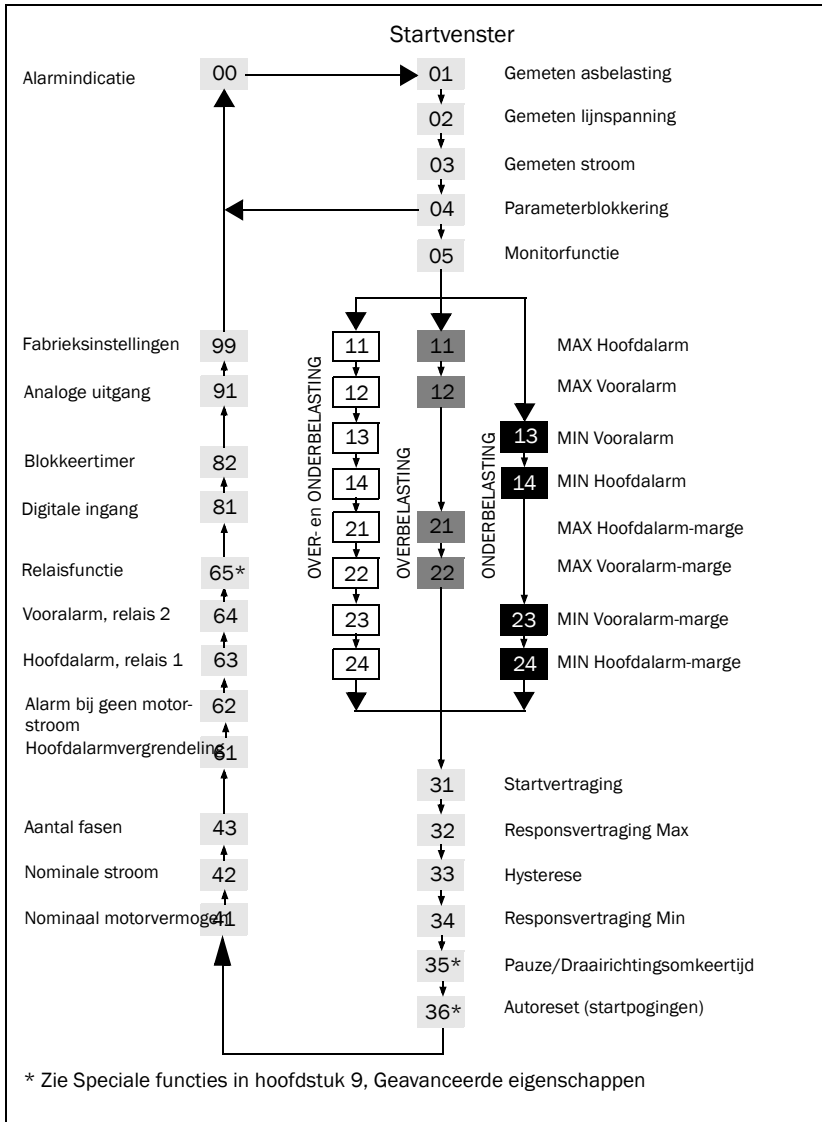 Startvenster
Alarmindicatie 00 01 Gemeten asbelasting
02 Gemeten lijnspanning
03 Gemeten stroom
04 Parameterblokkering
05 Monitorfunctie
OVER- en ONDERBELASTING
OVERBELASTING
ONDERBELASTING
Fabrieksinstellingen 99 11 11 MAX Hoofdalarm
Analoge uitgang 91 12 12 MAX Vooralarm
Blokkeertimer 82 13 13 MIN Vooralarm
14 14 MIN Hoofdalarm
Digitale ingang 81 21 21 MAX Hoofdalarm-marge
Relaisfunctie 65* 22 22 MAX Vooralarm-marge
Vooralarm, relais 2 64 23 23 MIN Vooralarm-marge
Hoofdalarm, relais 1 63 24 24 MIN Hoofdalarm-marge
Alarm bij geen motor- 62
stroom
Hoofdalarmvergrendeling 61
31 Startvertraging
Aantal fasen 43 32 Responsvertraging Max
Nominale stroom 42 33 Hysterese
Nominaal motorvermogen 41 34 Responsvertraging Min
35* Pauze/Draairichtingsomkeertijd
36* Autoreset (startpogingen)
* Zie Speciale functies in hoofdstuk 9, Geavanceerde eigenschappen